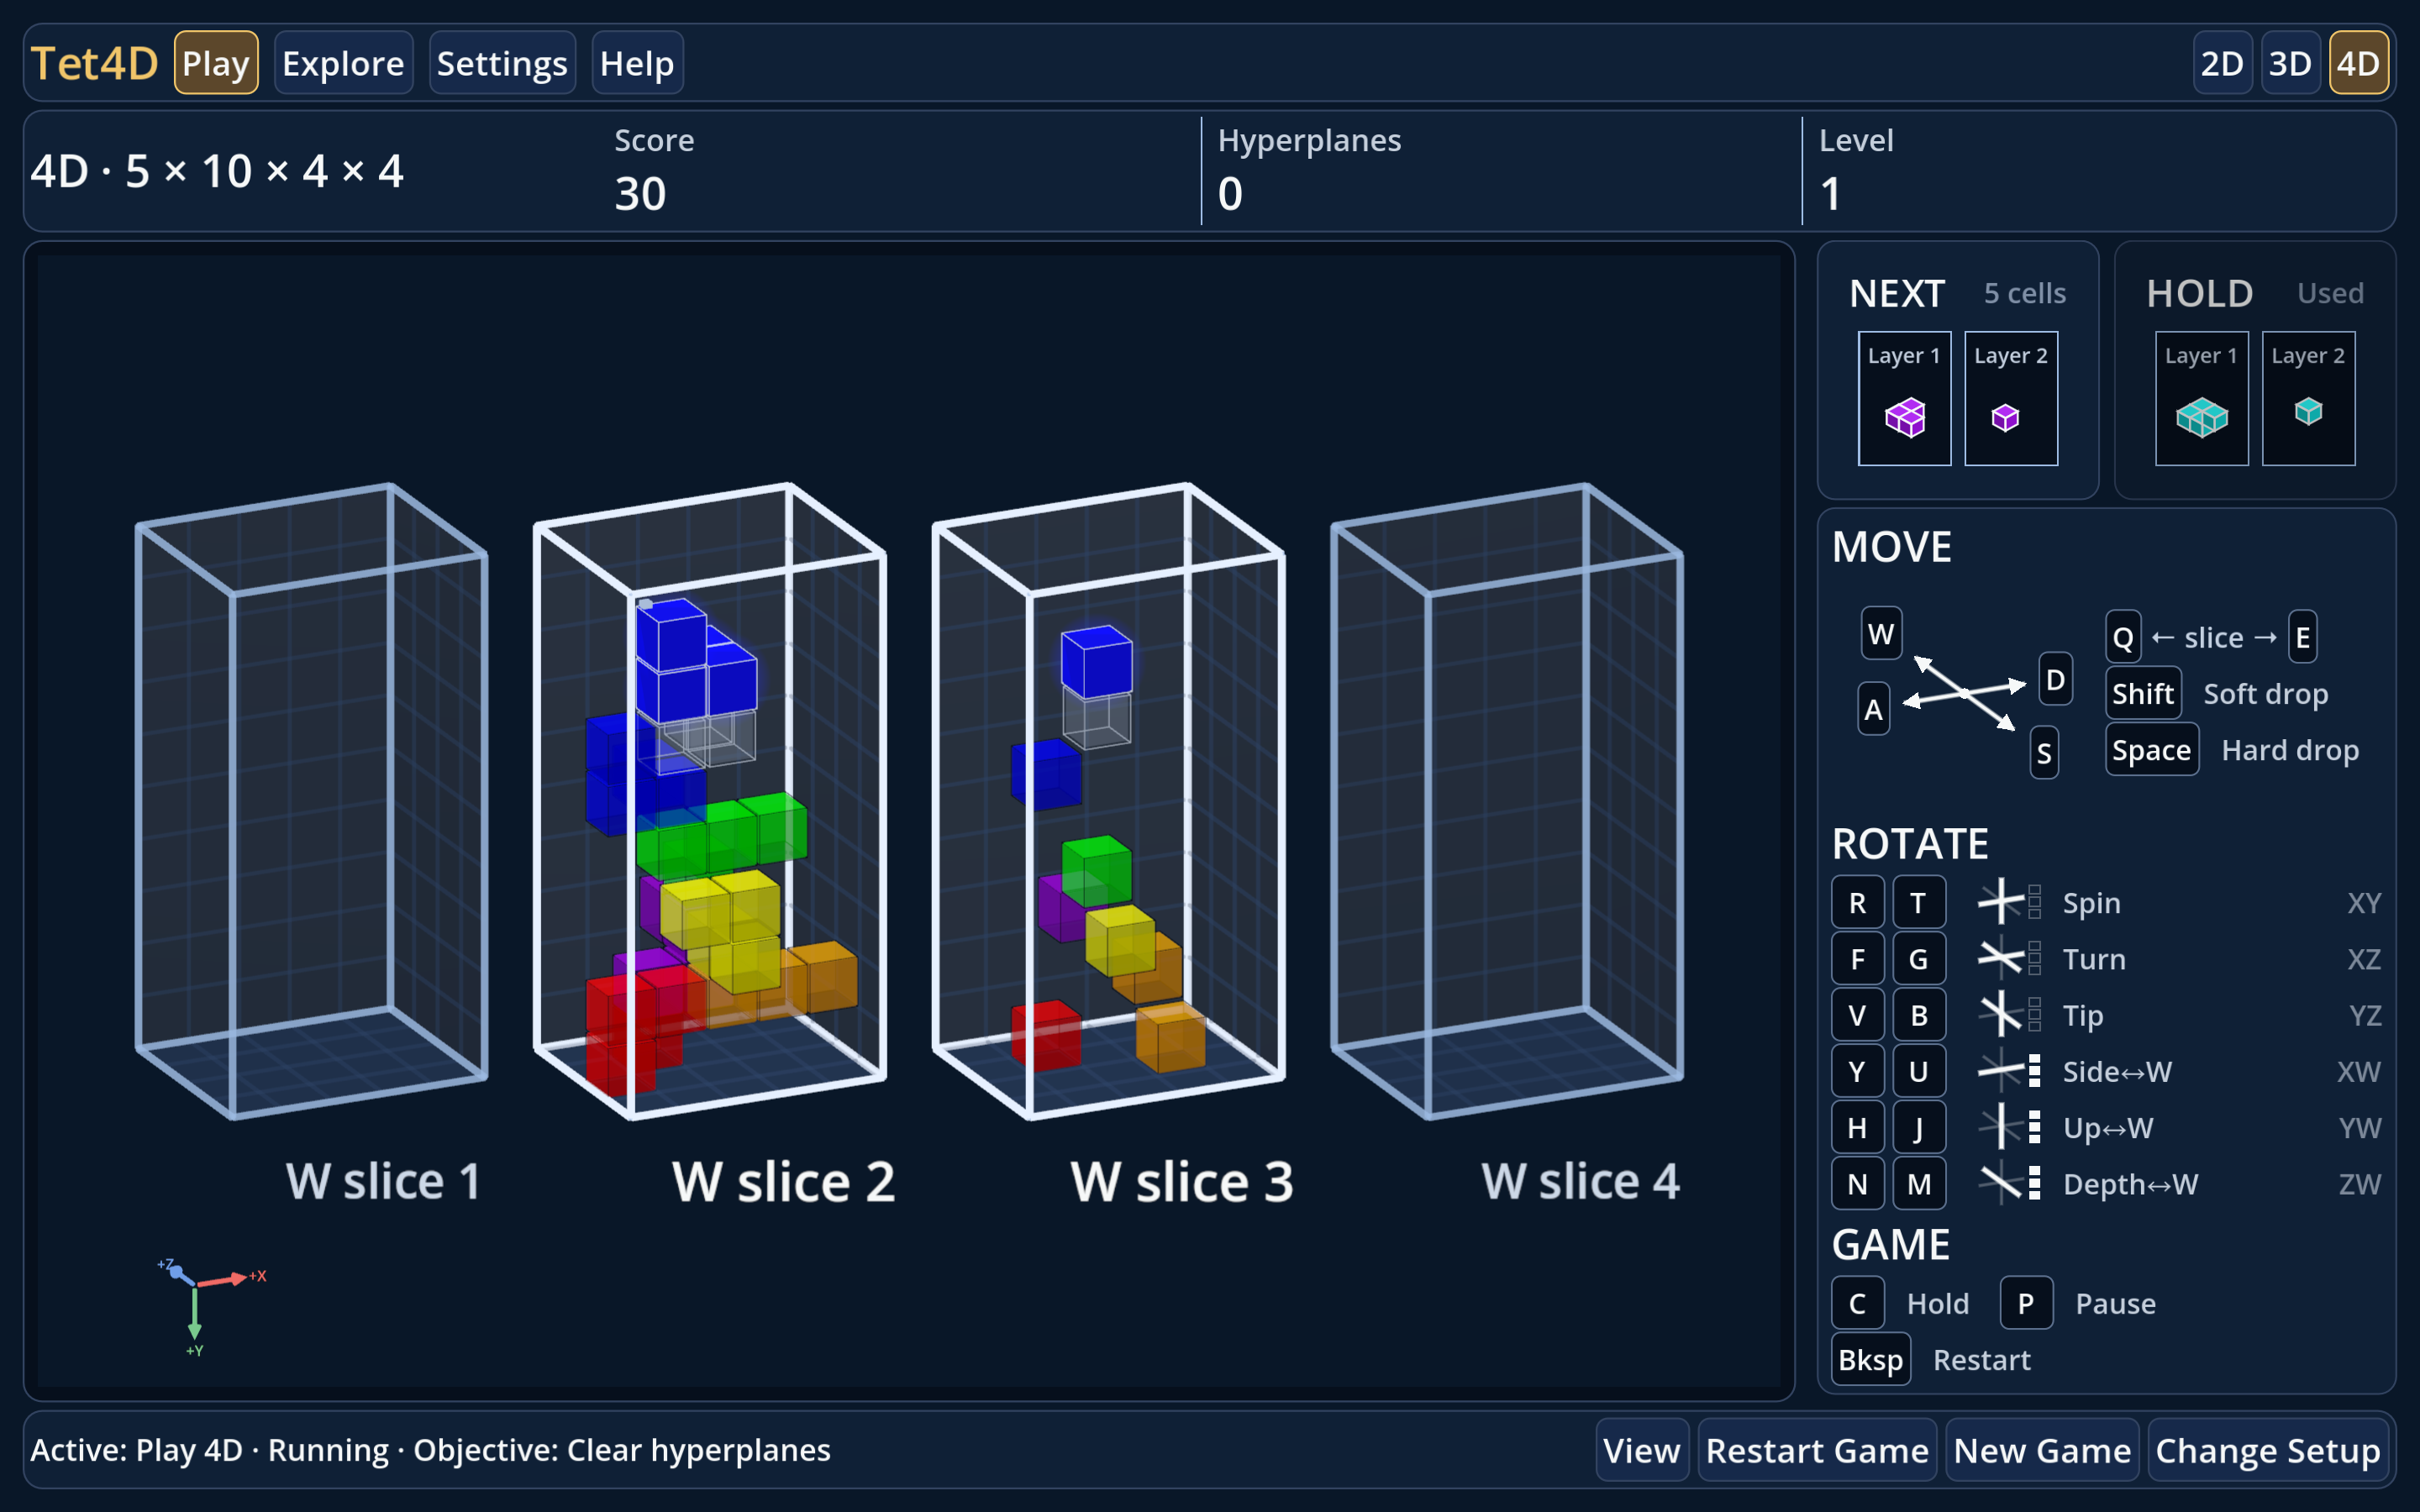 Tet4D Play Explore Settings Help 2D 3D 4D
4D · 5 × 10 × 4 × 4
Score
30
Hyperplanes
0
Level
1
NEXT 5 cells
Layer 1 Layer 2
HOLD Used
Layer 1 Layer 2
MOVE
W
A
D
S
Q ← slice → E
Shift Soft drop
Space Hard drop
ROTATE
R T Spin XY
F G Turn XZ
V B Tip YZ
Y U Side↔W XW
H J Up↔W YW
N M Depth↔W ZW
GAME
C Hold P Pause
Bksp Restart
W slice 1
W slice 2
W slice 3
W slice 4
+Z
+X
+Y
Active: Play 4D · Running · Objective: Clear hyperplanes
View Restart Game New Game Change Setup